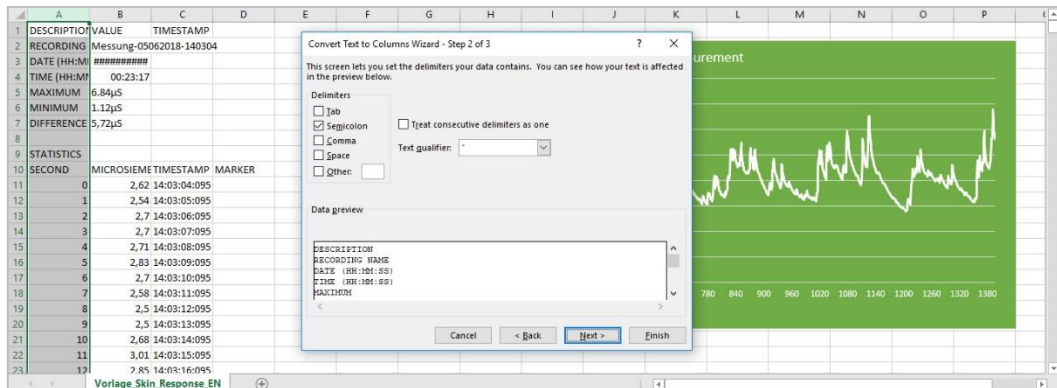 A B C D E F G H I J K L M N O P
1 DESCRIPTION VALUE TIMESTAMP
2 RECORDING Messung-05062018-140304
3 DATE (HH:MI ##########
4 TIME (HH:MM 00:23:17
5 MAXIMUM 6.84µS
6 MINIMUM 1.12µS
7 DIFFERENCE 5,72µS
8
9 STATISTICS
10 SECOND MICROSIEME TIMESTAMP MARKER
11 0 2,62 14:03:04:095
12 1 2,54 14:03:05:095
13 2 2,7 14:03:06:095
14 3 2,7 14:03:07:095
15 4 2,71 14:03:08:095
16 5 2,83 14:03:09:095
17 6 2,7 14:03:10:095
18 7 2,58 14:03:11:095
19 8 2,5 14:03:12:095
20 9 2,5 14:03:13:095
21 10 2,68 14:03:14:095
22 11 3,01 14:03:15:095
23 12 2,85 14:03:16:095
Vorlage Skin Response EN
Convert Text to Columns Wizard - Step 2 of 3 ? ×
This screen lets you set the delimiters your data contains. You can see how your text is affected
in the preview below.
Delimiters
Tab
Semicolon
Comma
Space
Other:
Treat consecutive delimiters as one
Text qualifier: "
Data preview
DESCRIPTION
RECORDING NAME
DATE (HH:MM:SS)
TIME (HH:MM:SS)
MAXIMUM
Cancel < Back Next > Finish
urement
780 840 900 960 1020 1080 1140 1200 1260 1320 1380